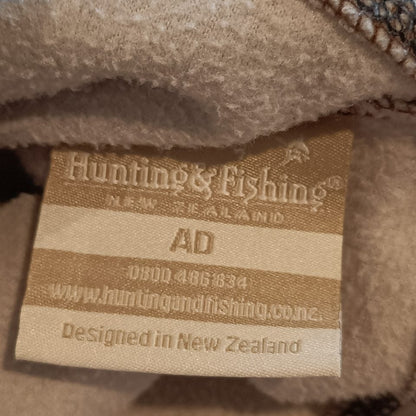 Hunting & Fishing®
NEW ZEALAND
AD
0800 486 834
www.huntingandfishing.co.nz
Designed in New Zealand